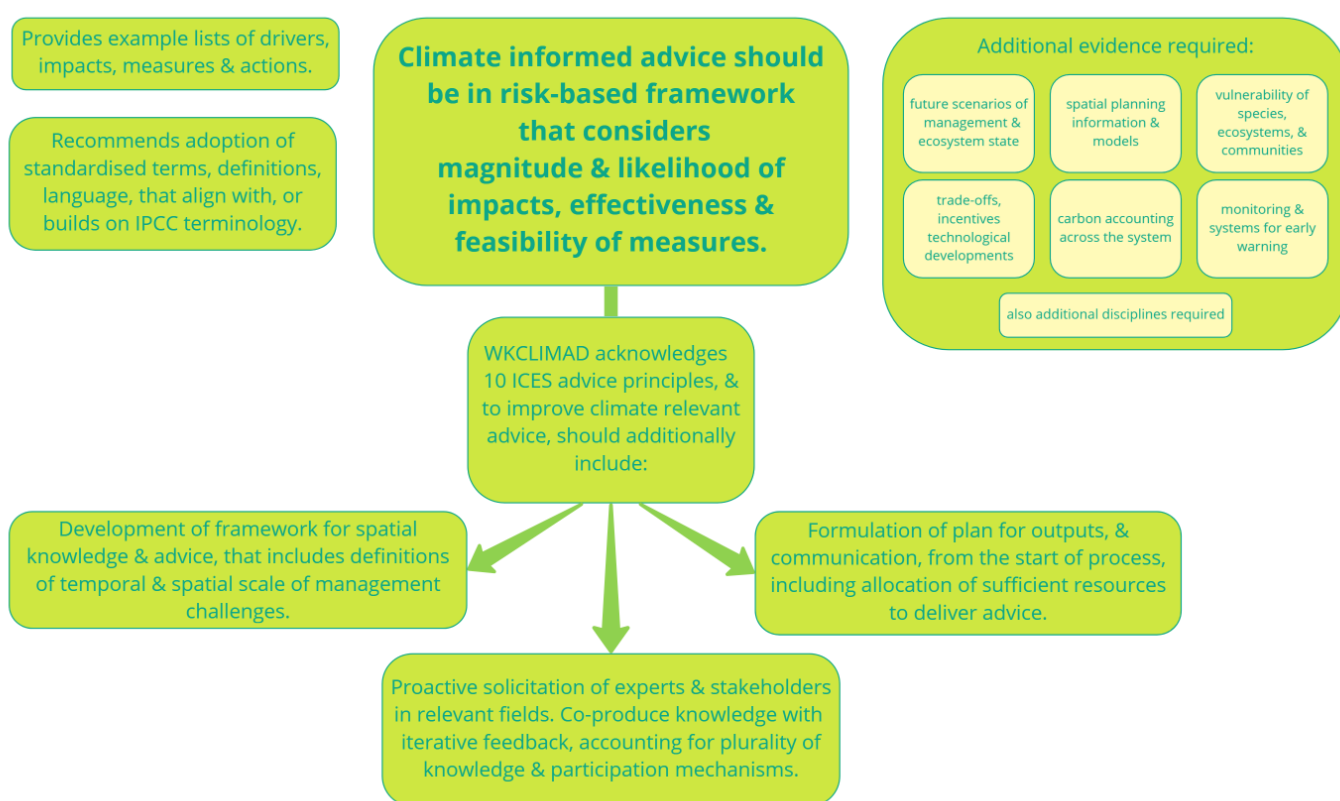 Provides example lists of drivers,
impacts, measures & actions.
Recommends adoption of
standardised terms, definitions,
language, that align with, or
builds on IPCC terminology.
Climate informed advice should
be in risk-based framework
that considers
magnitude & likelihood of
impacts, effectiveness &
feasibility of measures.
Additional evidence required:
future scenarios of
management &
ecosystem state
spatial planning
information &
models
vulnerability of
species,
ecosystems, &
communities
trade-offs,
incentives
technological
developments
carbon accounting
across the system
monitoring &
systems for early
warning
also additional disciplines required
WKCLIMAD acknowledges
10 ICES advice principles, &
to improve climate relevant
advice, should additionally
include:
Development of framework for spatial
knowledge & advice, that includes definitions
of temporal & spatial scale of management
challenges.
Formulation of plan for outputs, &
communication, from the start of process,
including allocation of sufficient resources
to deliver advice.
Proactive solicitation of experts & stakeholders
in relevant fields. Co-produce knowledge with
iterative feedback, accounting for plurality of
knowledge & participation mechanisms.